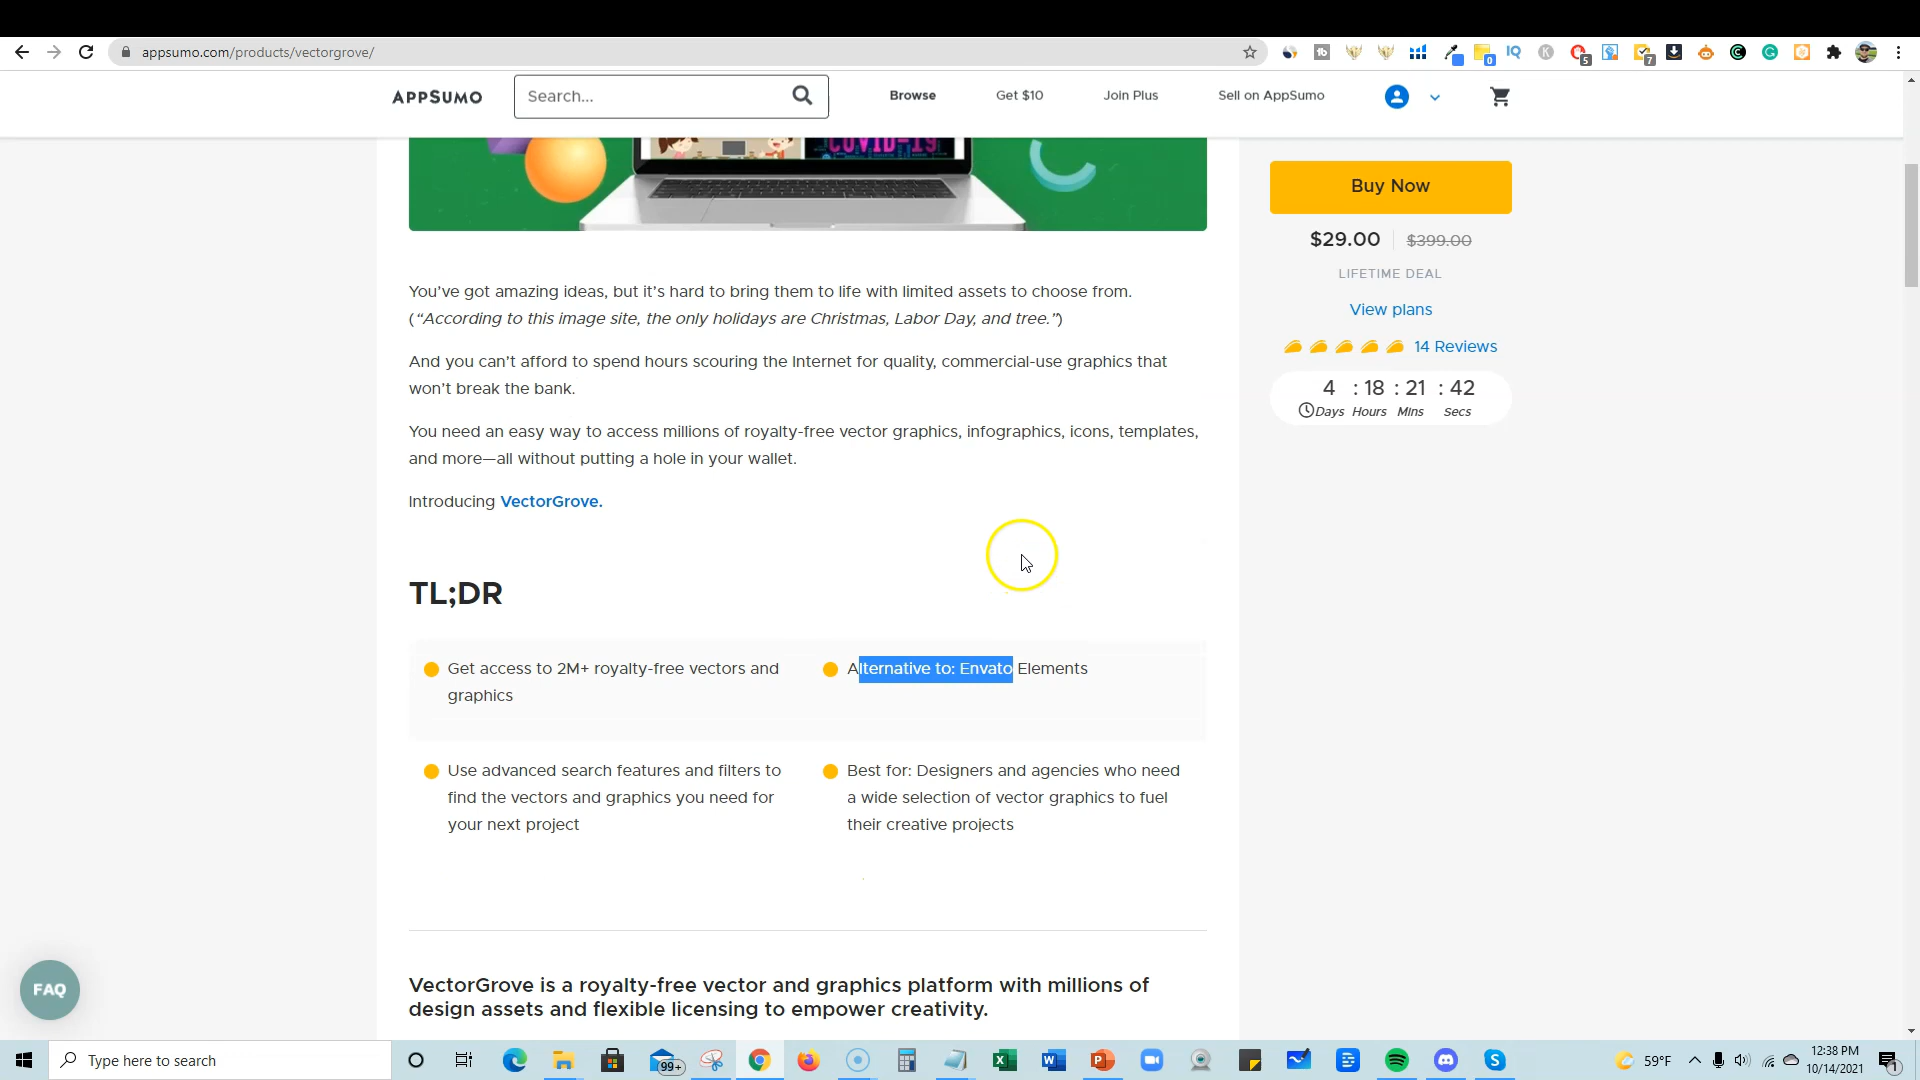 appsumo.com/products/vectorgrove/
APPSUMO
Search...
Browse
Get $10
Join Plus
Sell on AppSumo
COVID-19
Buy Now
$29.00 $399.00
LIFETIME DEAL
View plans
14 Reviews
4 : 18 : 21 : 42
Days Hours Mins Secs
You've got amazing ideas, but it's hard to bring them to life with limited assets to choose from.
(“According to this image site, the only holidays are Christmas, Labor Day, and tree.”)
And you can't afford to spend hours scouring the Internet for quality, commercial-use graphics that
won't break the bank.
You need an easy way to access millions of royalty-free vector graphics, infographics, icons, templates,
and more—all without putting a hole in your wallet.
Introducing VectorGrove.
TL;DR
Get access to 2M+ royalty-free vectors and
graphics
Alternative to: Envato Elements
Use advanced search features and filters to
find the vectors and graphics you need for
your next project
Best for: Designers and agencies who need
a wide selection of vector graphics to fuel
their creative projects
VectorGrove is a royalty-free vector and graphics platform with millions of
design assets and flexible licensing to empower creativity.
FAQ
Type here to search
99+
59°F
12:38 PM
10/14/2021